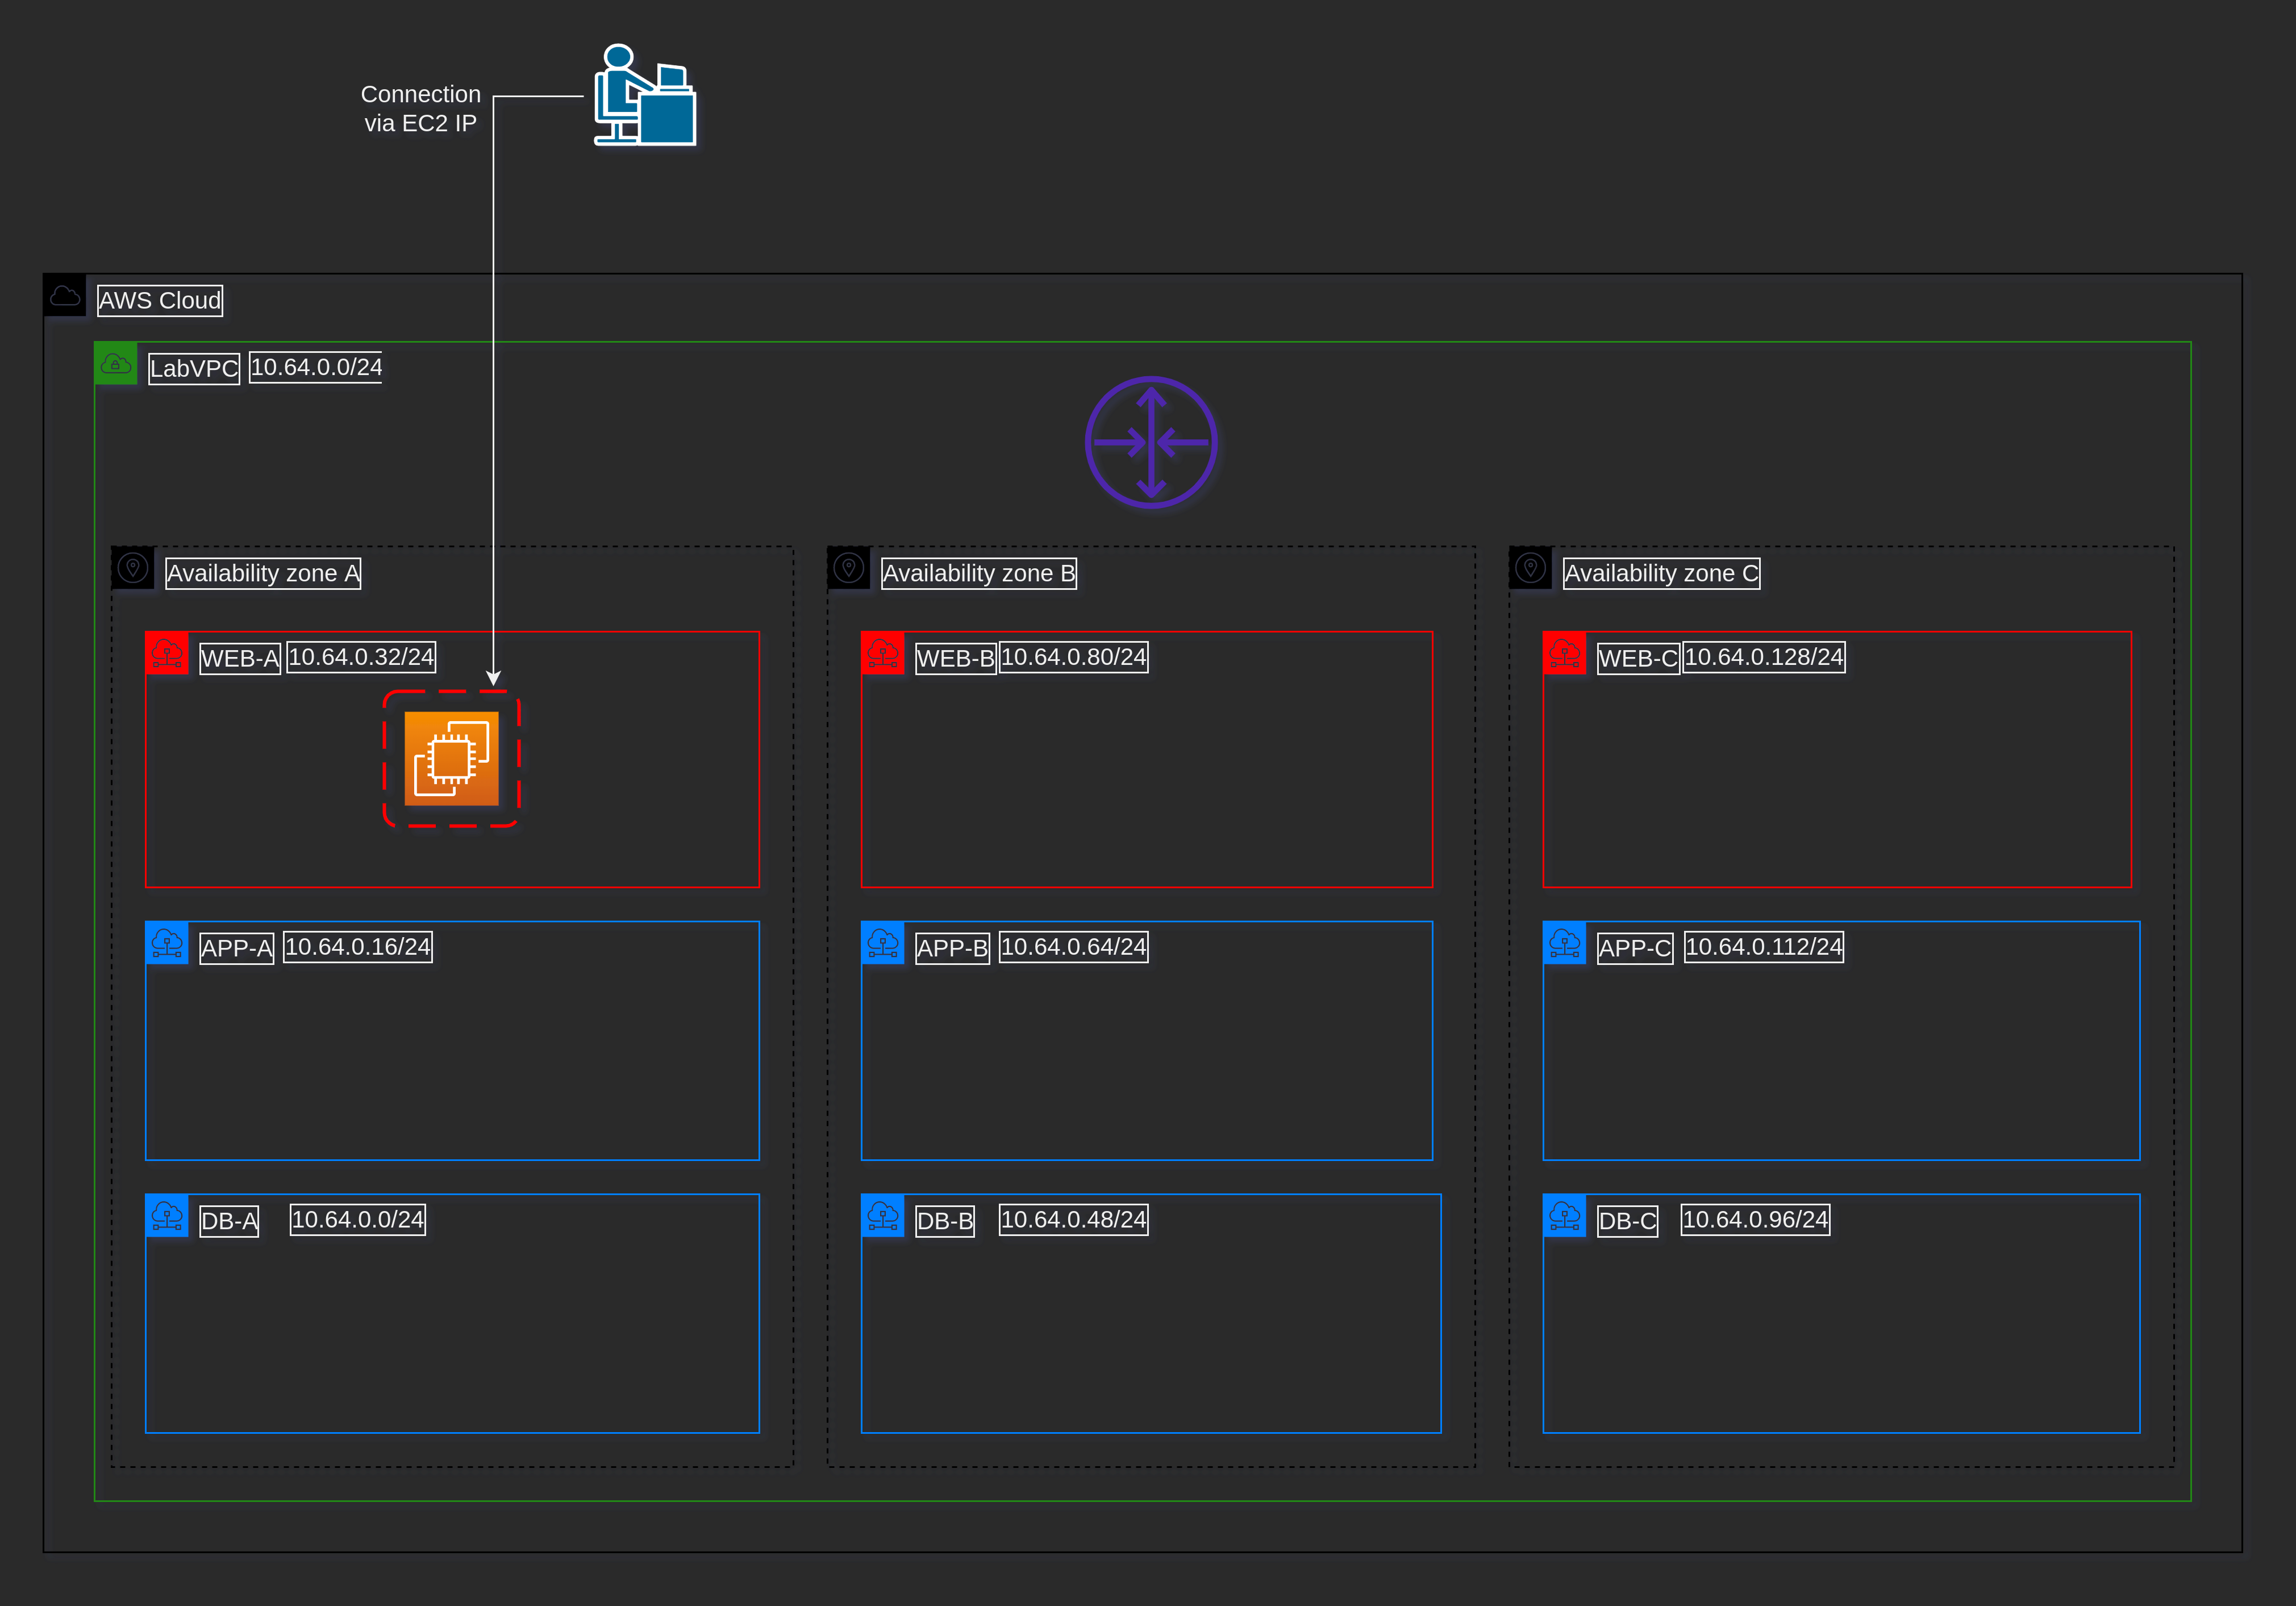 Connection
via EC2 IP
AWS Cloud
LabVPC 10.64.0.0/24
Availability zone A
Availability zone B
Availability zone C
WEB-A 10.64.0.32/24
WEB-B 10.64.0.80/24
WEB-C 10.64.0.128/24
APP-A 10.64.0.16/24
APP-B 10.64.0.64/24
APP-C 10.64.0.112/24
DB-A 10.64.0.0/24
DB-B 10.64.0.48/24
DB-C 10.64.0.96/24